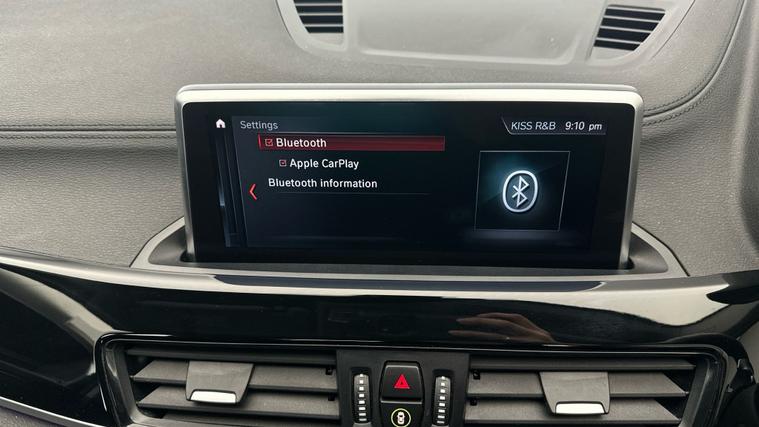 Settings
KISS R&B 9:10 pm
Bluetooth
Apple CarPlay
Bluetooth information